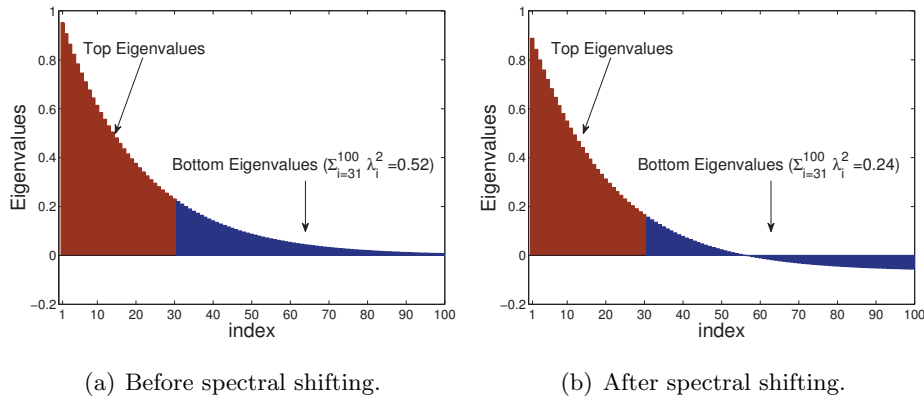 1
0.8
0.6
0.4
0.2
0
−0.2
Eigenvalues
Top Eigenvalues
Bottom Eigenvalues (Σ_{i=31}^{100} λ_i^2 =0.52)
1 10 20 30 40 50 60 70 80 90 100
index
(a) Before spectral shifting.
1
0.8
0.6
0.4
0.2
0
−0.2
Eigenvalues
Top Eigenvalues
Bottom Eigenvalues (Σ_{i=31}^{100} λ_i^2 =0.24)
1 10 20 30 40 50 60 70 80 90 100
index
(b) After spectral shifting.